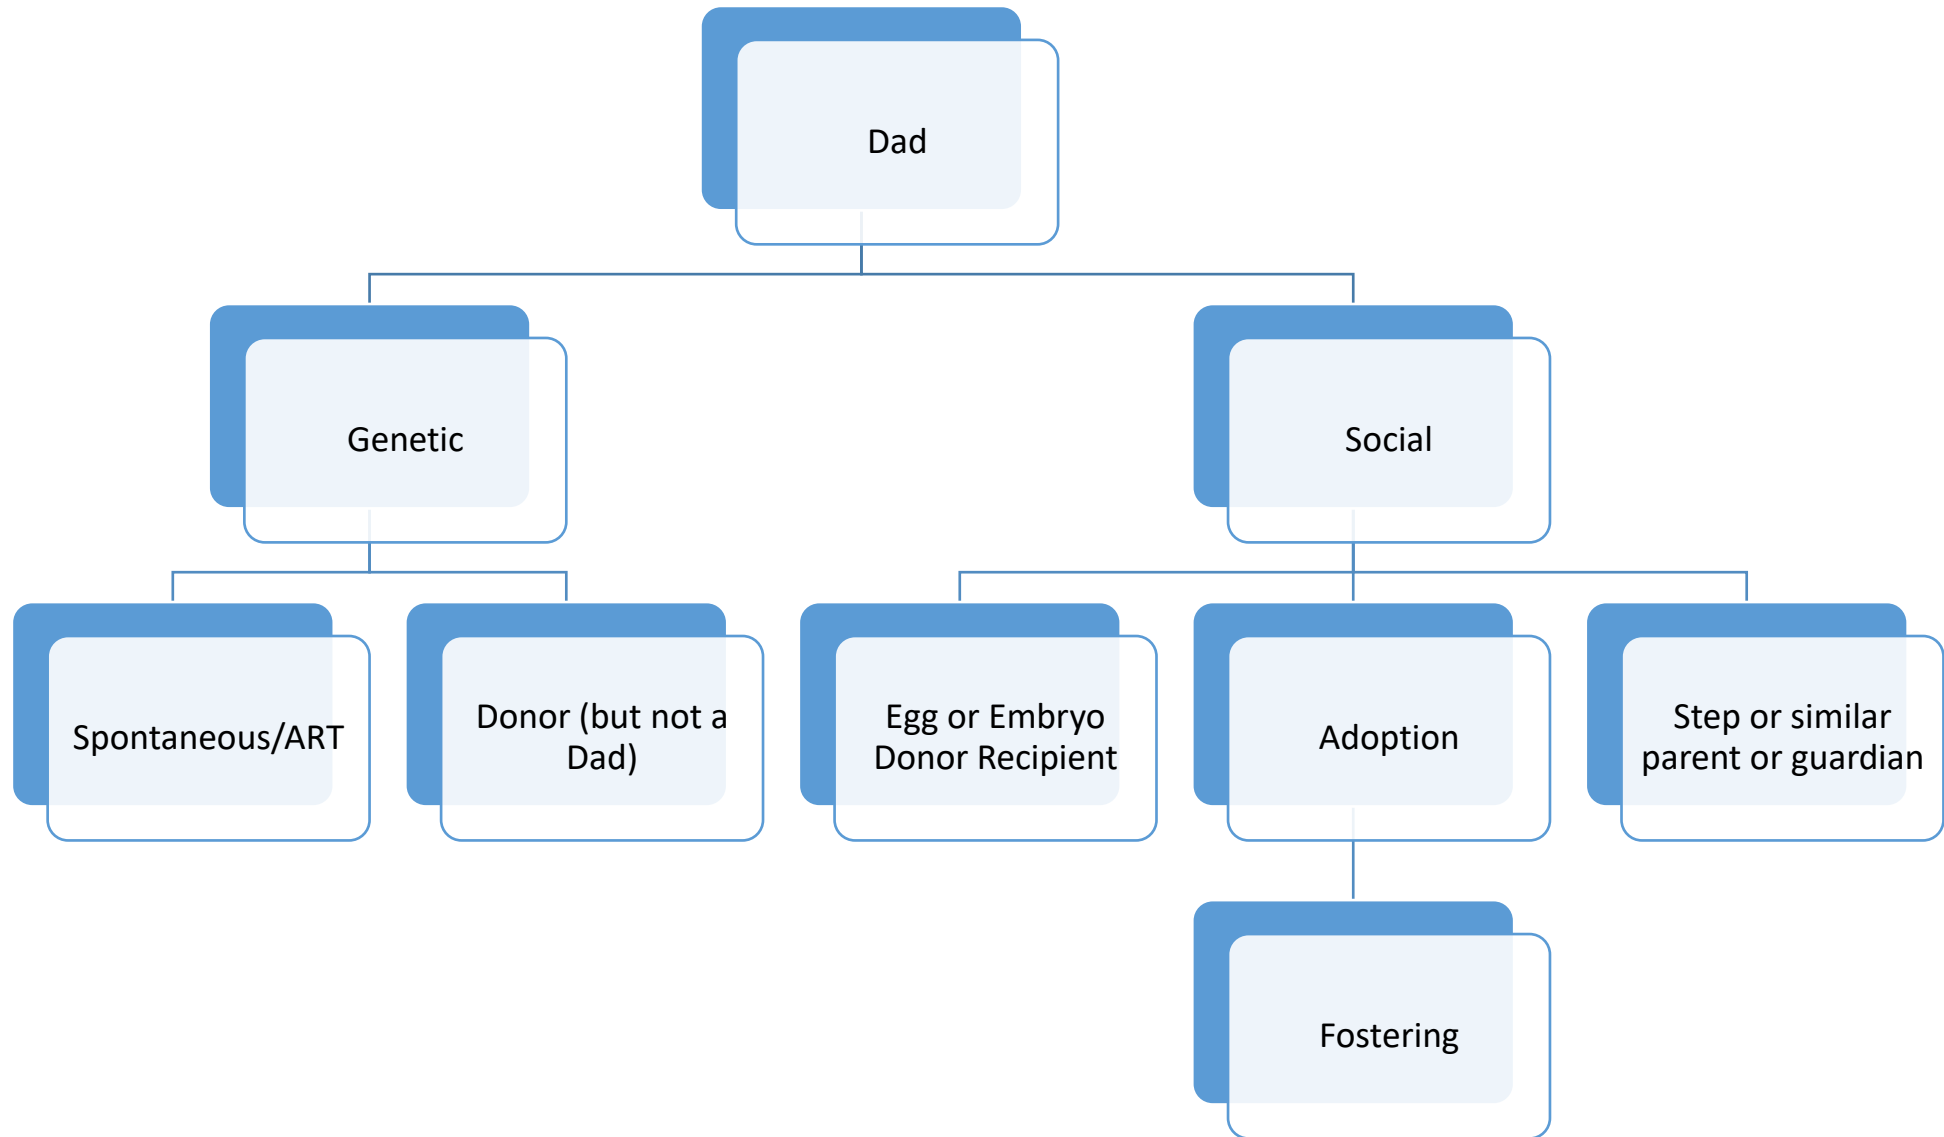 Dad
Genetic
Social
Spontaneous/ART
Donor (but not a
Dad)
Egg or Embryo
Donor Recipient
Adoption
Step or similar
parent or guardian
Fostering